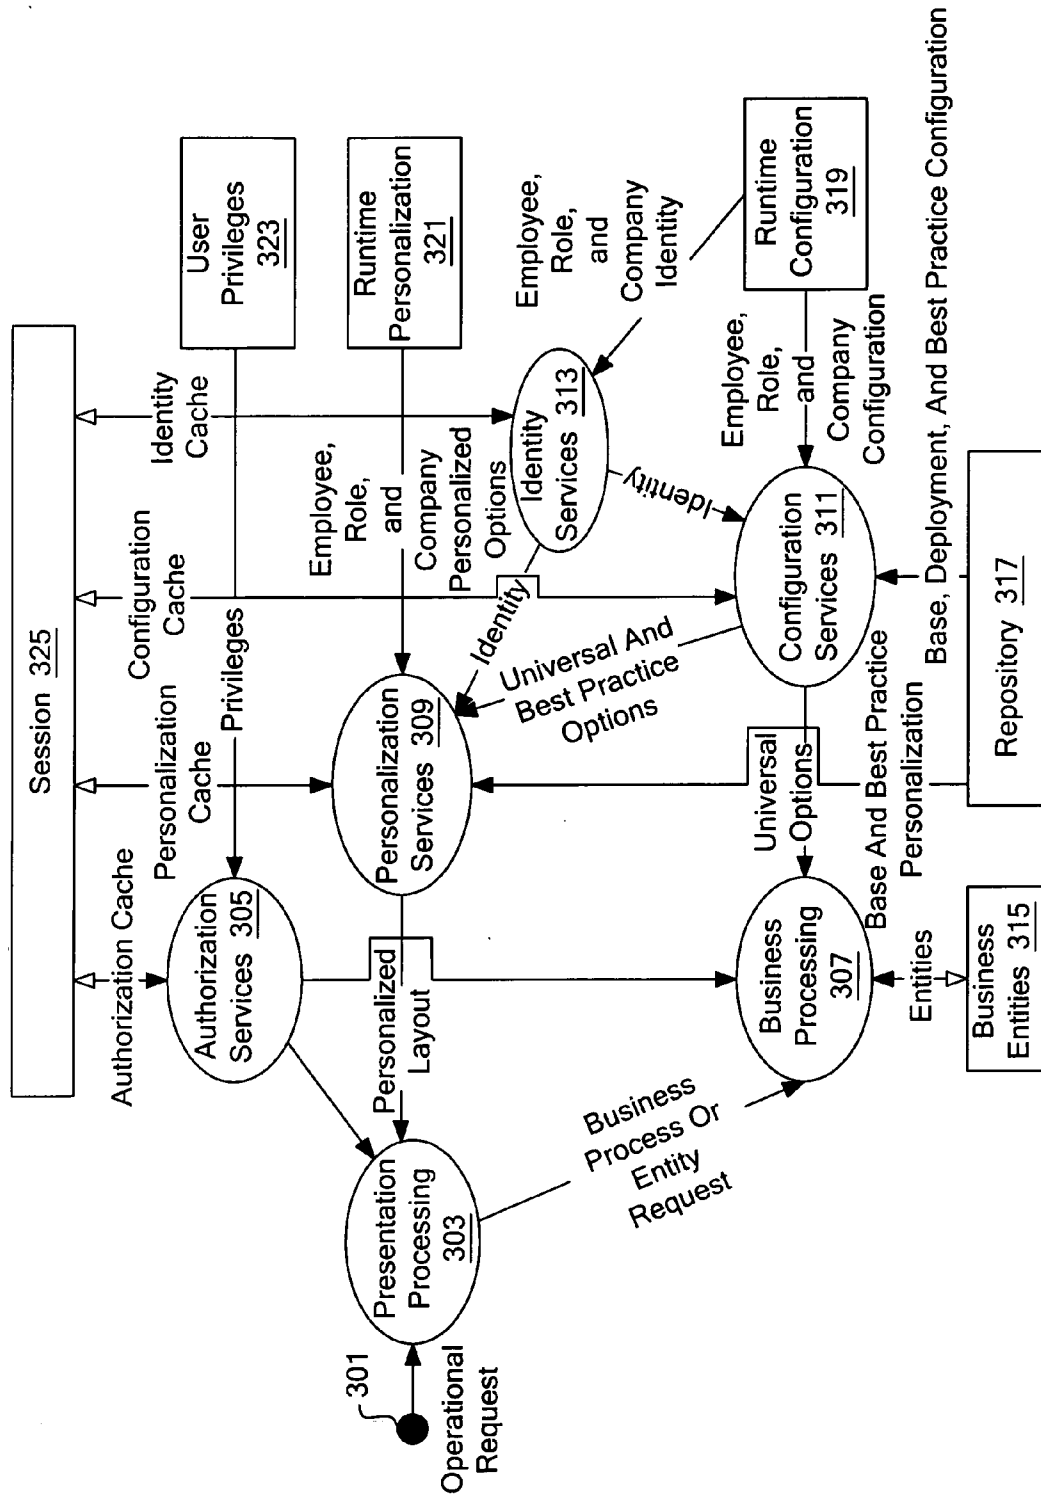 Session 325
Authorization Cache
Personalization
Cache
Configuration
Cache
Identity
Cache
Authorization
Services 305
Privileges
User
Privileges
323
301
Operational
Request
Presentation
Processing
303
Personalized
Layout
Personalization
Services 309
Employee,
Role,
and
Company
Personalized
Options
Runtime
Personalization
321
Identity
Identity
Services 313
Employee,
Role,
and
Company
Identity
Universal And
Best Practice
Options
Identity
Business
Process Or
Entity
Request
Business
Processing
307
Universal
Options
Configuration
Services 311
Employee,
Role,
and
Company
Configuration
Runtime
Configuration
319
Entities
Base And Best Practice
Personalization
Base, Deployment, And Best Practice Configuration
Business
Entities 315
Repository 317